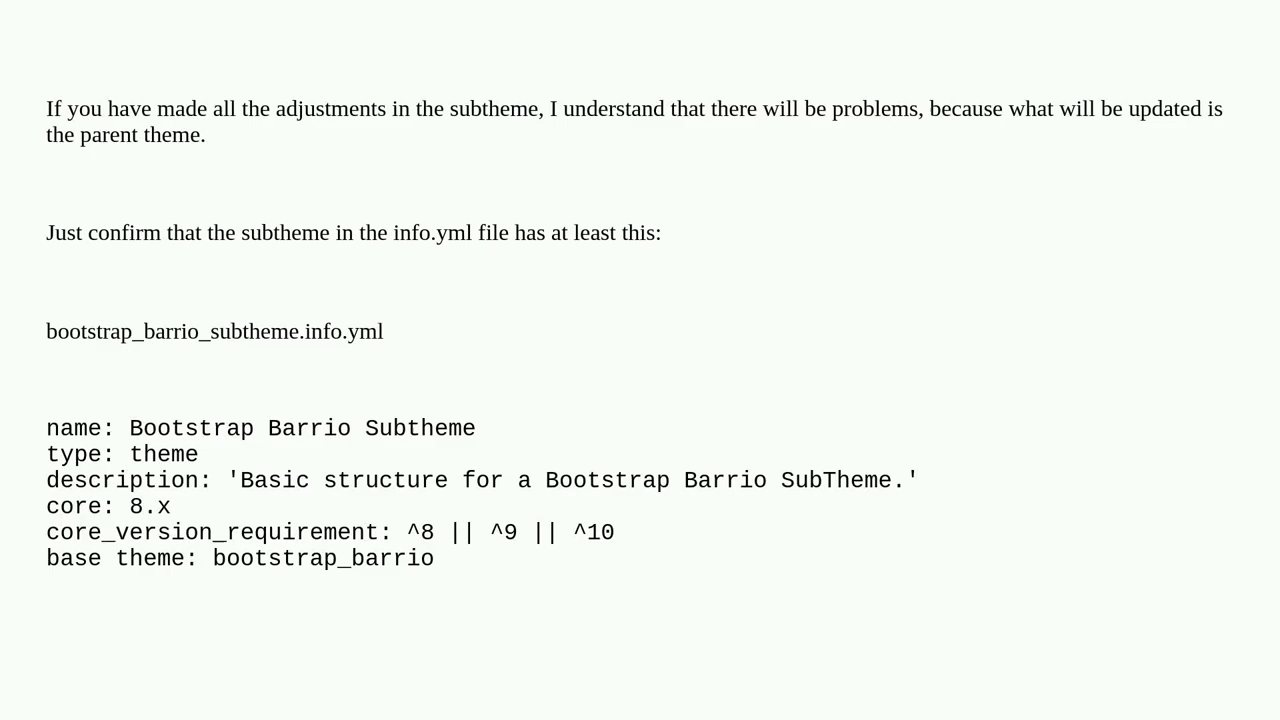 If you have made all the adjustments in the subtheme, I understand that there will be problems, because what will be updated is
the parent theme.
Just confirm that the subtheme in the info.yml file has at least this:
bootstrap_barrio_subtheme.info.yml
name: Bootstrap Barrio Subtheme
type: theme
description: 'Basic structure for a Bootstrap Barrio SubTheme.'
core: 8.x
core_version_requirement: ^8 || ^9 || ^10
base theme: bootstrap_barrio